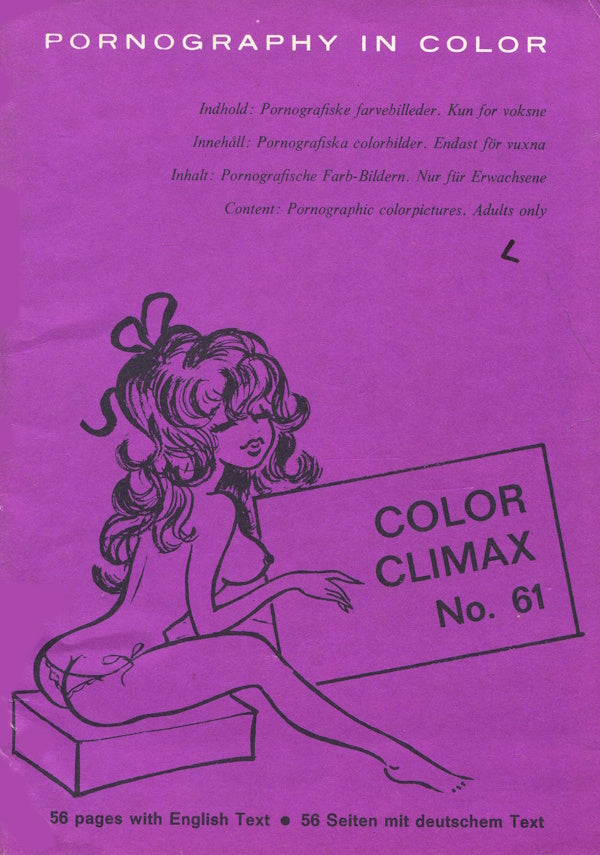 PORNOGRAPHY IN COLOR
Indhold: Pornografiske farvebilleder. Kun for voksne
Innehåll: Pornografiska colorbilder. Endast för vuxna
Inhalt: Pornografische Farb-Bildern. Nur für Erwachsene
Content: Pornographic colorpictures. Adults only
COLOR
CLIMAX
No. 61
56 pages with English Text ● 56 Seiten mit deutschem Text